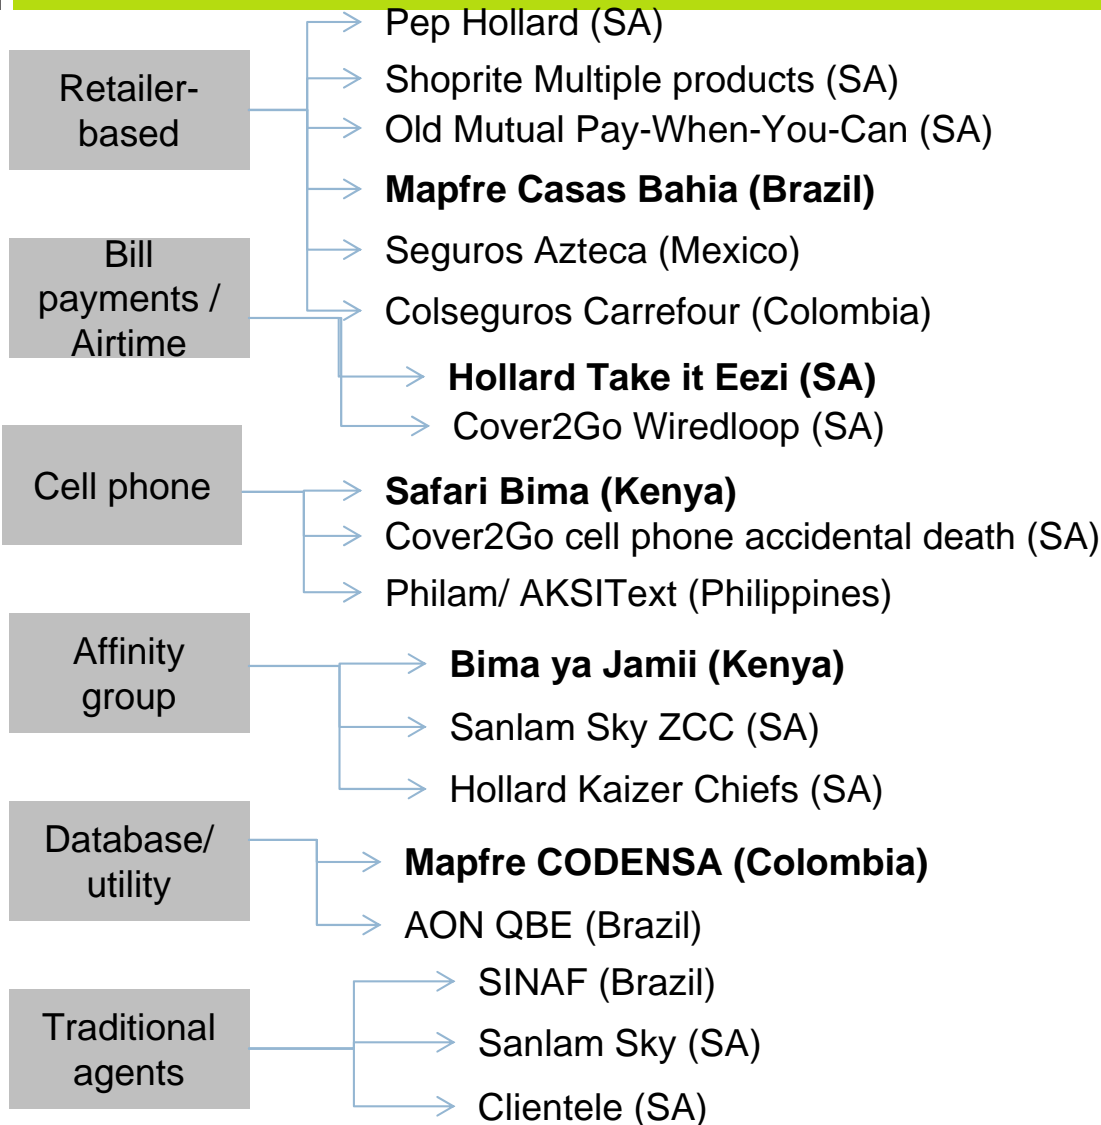 Retailer-
based
Pep Hollard (SA)
Shoprite Multiple products (SA)
Old Mutual Pay-When-You-Can (SA)
Mapfre Casas Bahia (Brazil)
Seguros Azteca (Mexico)
Colseguros Carrefour (Colombia)
Bill
payments /
Airtime
Hollard Take it Eezi (SA)
Cover2Go Wiredloop (SA)
Cell phone
Safari Bima (Kenya)
Cover2Go cell phone accidental death (SA)
Philam/ AKSIText (Philippines)
Affinity
group
Bima ya Jamii (Kenya)
Sanlam Sky ZCC (SA)
Hollard Kaizer Chiefs (SA)
Database/
utility
Mapfre CODENSA (Colombia)
AON QBE (Brazil)
Traditional
agents
SINAF (Brazil)
Sanlam Sky (SA)
Clientele (SA)